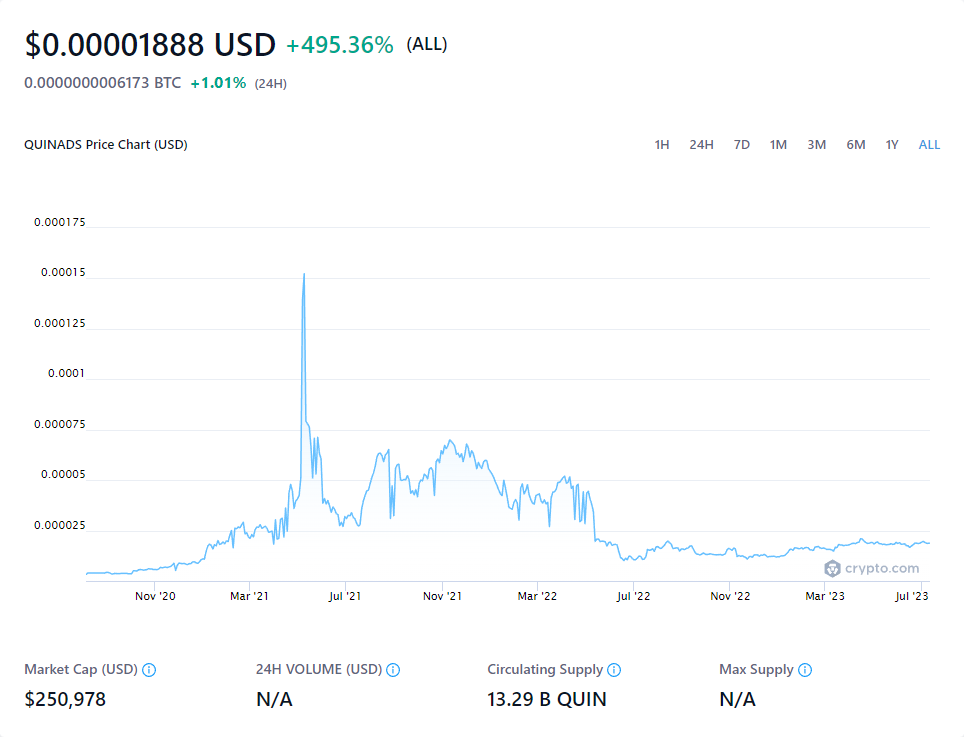 $0.00001888 USD +495.36% (ALL)
0.0000000006173 BTC +1.01% (24H)
QUINADS Price Chart (USD) 1H 24H 7D 1M 3M 6M 1Y ALL
0.000175
0.00015
0.000125
0.0001
0.000075
0.00005
0.000025
crypto.com
Nov '20 Mar '21 Jul '21 Nov '21 Mar '22 Jul '22 Nov '22 Mar '23 Jul '23
Market Cap (USD) 24H VOLUME (USD) Circulating Supply Max Supply
$250,978 N/A 13.29 B QUIN N/A